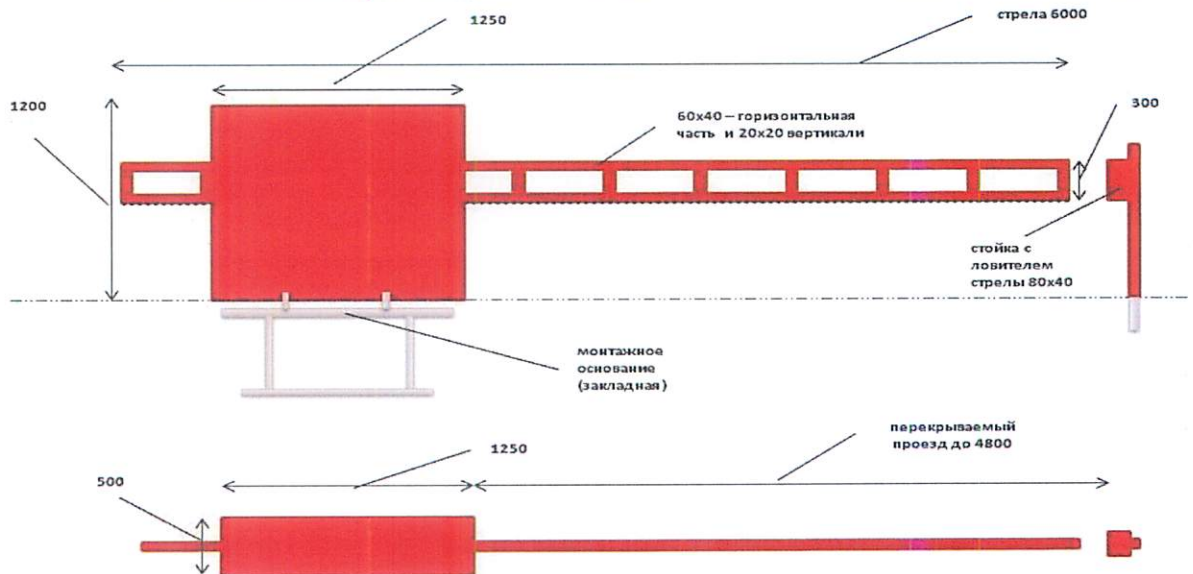 1250
стрела 6000
1200
60х40 – горизонтальная
часть и 20х20 вертикали
300
стойка с
ловителем
стрелы 80х40
монтажное
основание
(закладная)
перекрываемый
проезд до 4800
1250
500